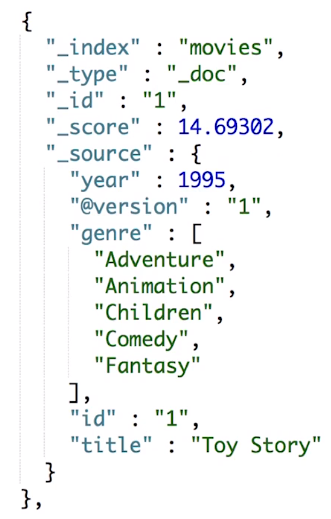 {
"_index" : "movies",
"_type" : "_doc",
"_id" : "1",
"_score" : 14.69302,
"_source" : {
"year" : 1995,
"@version" : "1",
"genre" : [
"Adventure",
"Animation",
"Children",
"Comedy",
"Fantasy"
],
"id" : "1",
"title" : "Toy Story"
}
},